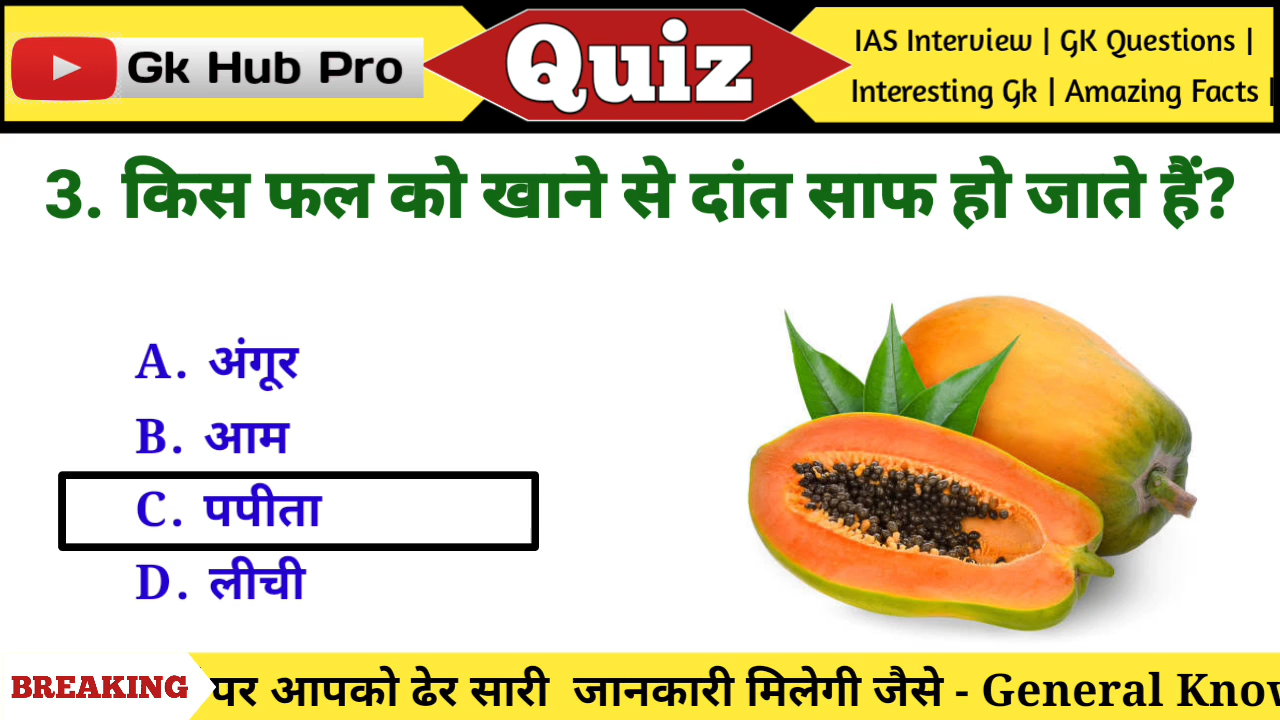 Gk Hub Pro
Quiz
IAS Interview | GK Questions |
Interesting Gk | Amazing Facts |
3. किस फल को खाने से दांत साफ हो जाते हैं?
A. अंगूर
B. आम
C. पपीता
D. लीची
BREAKING
पर आपको ढेर सारी जानकारी मिलेगी जैसे - General